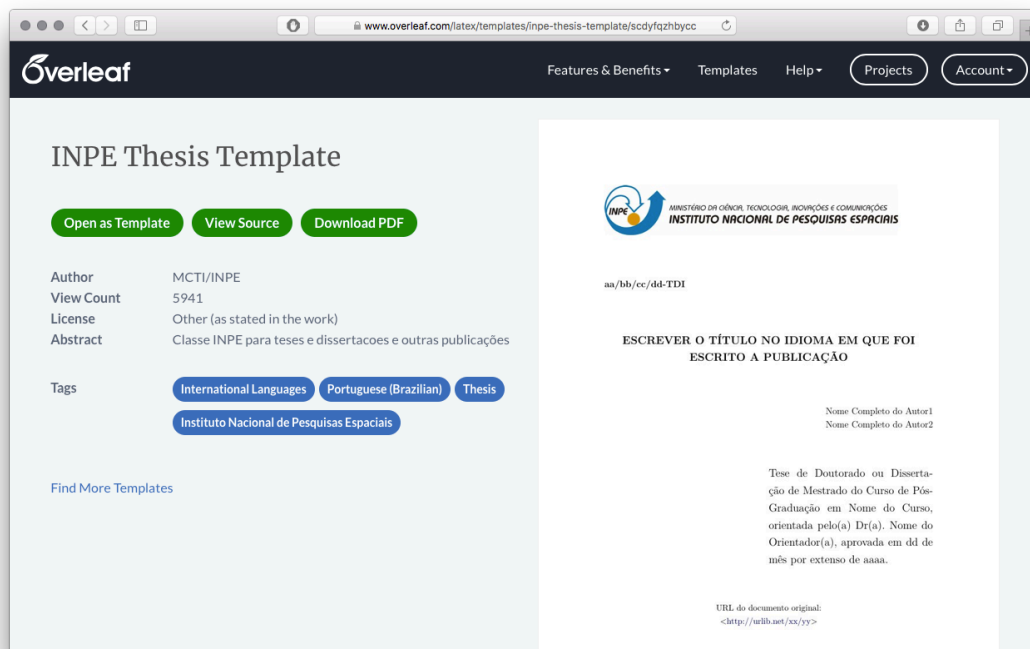 www.overleaf.com/latex/templates/inpe-thesis-template/scdyfqzhbycc
Overleaf
Features & Benefits
Templates
Help
Projects
Account
INPE Thesis Template
Open as Template
View Source
Download PDF
Author MCTI/INPE
View Count 5941
License Other (as stated in the work)
Abstract Classe INPE para teses e dissertacoes e outras publicações
Tags International Languages Portuguese (Brazilian) Thesis
Instituto Nacional de Pesquisas Espaciais
Find More Templates
INPE
MINISTÉRIO DA CIÊNCIA, TECNOLOGIA, INOVAÇÕES E COMUNICAÇÕES
INSTITUTO NACIONAL DE PESQUISAS ESPACIAIS
aa/bb/cc/dd-TDI
ESCREVER O TÍTULO NO IDIOMA EM QUE FOI
ESCRITO A PUBLICAÇÃO
Nome Completo do Autor1
Nome Completo do Autor2
Tese de Doutorado ou Disserta-
ção de Mestrado do Curso de Pós-
Graduação em Nome do Curso,
orientada pelo(a) Dr(a). Nome do
Orientador(a), aprovada em dd de
mês por extenso de aaaa.
URL do documento original:
<http://urlib.net/xx/yy>